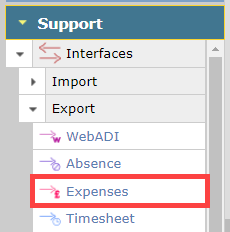 Support
Interfaces
Import
Export
WebADI
Absence
Expenses
Timesheet